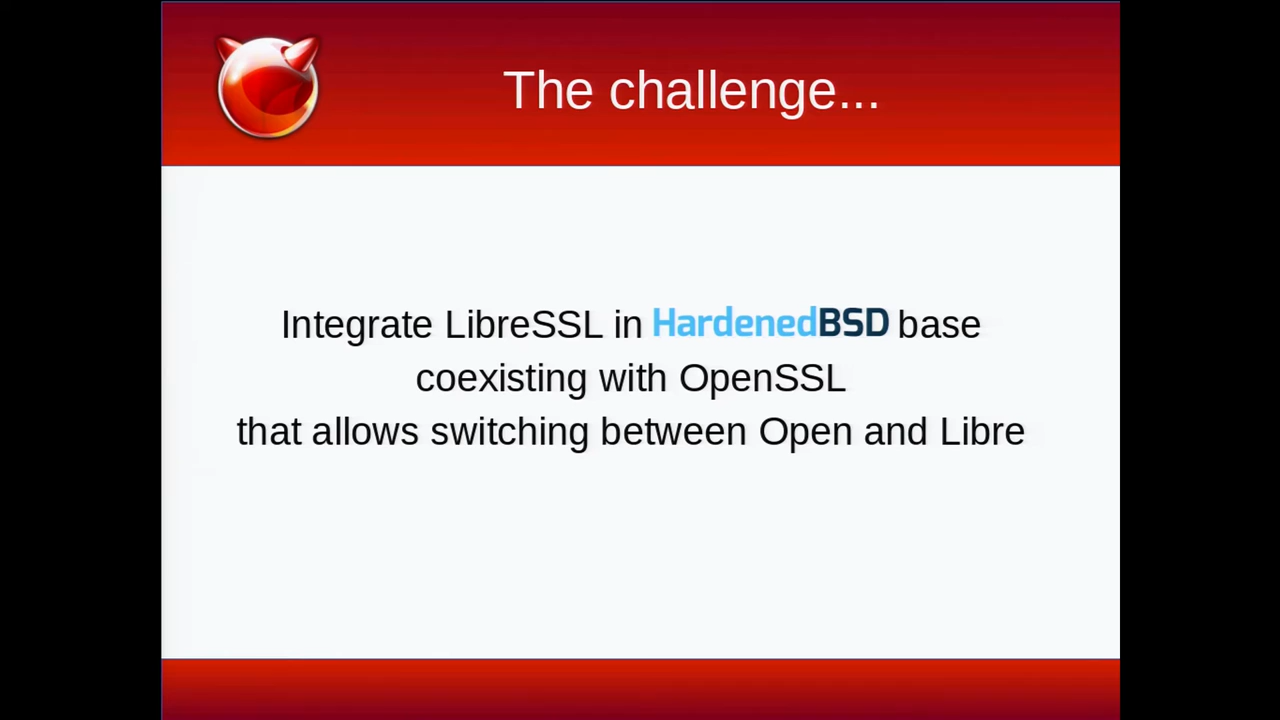 The challenge...
Integrate LibreSSL in HardenedBSD base
coexisting with OpenSSL
that allows switching between Open and Libre